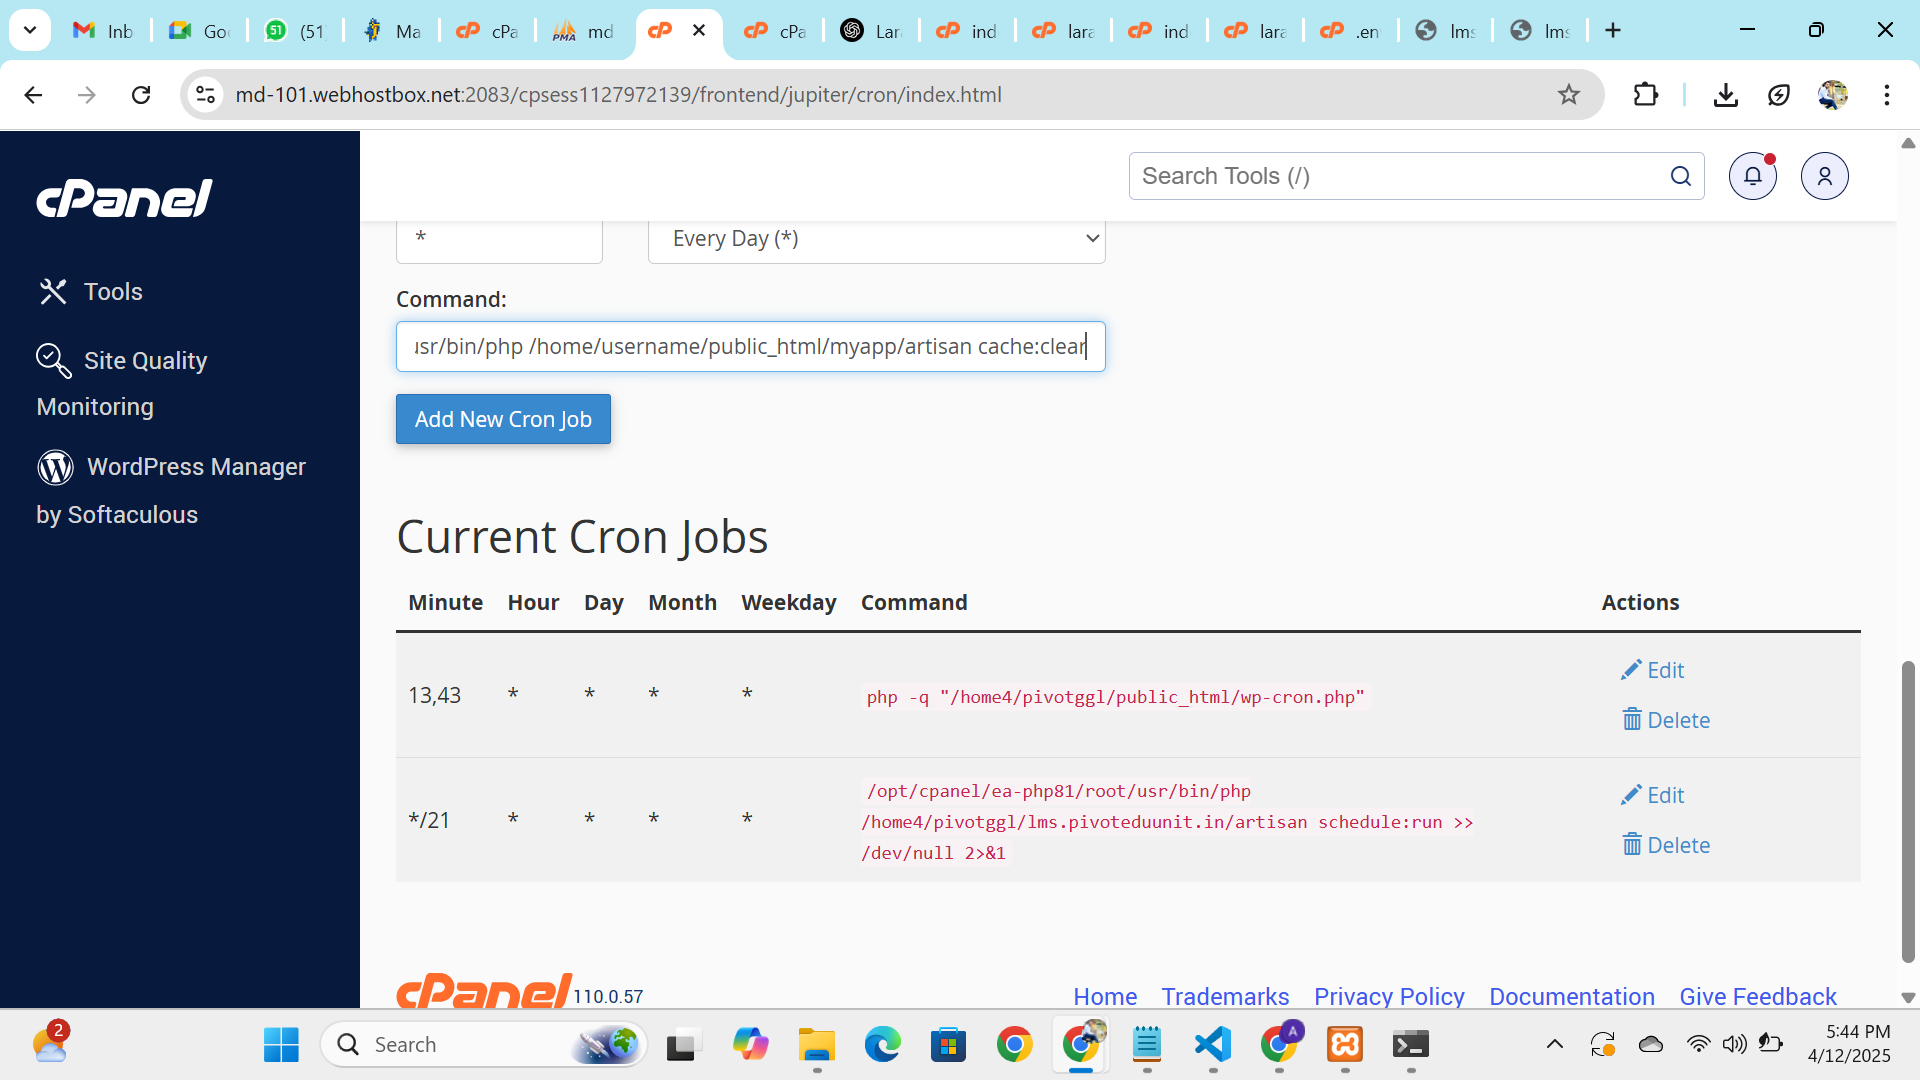 Inb
Goo
(51)
Ma
cPa
md
cPa
Lara
ind
lara
ind
lara
.en
lms
lms
md-101.webhostbox.net:2083/cpsess1127972139/frontend/jupiter/cron/index.html
cPanel
Search Tools (/)
Tools
Site Quality
Monitoring
WordPress Manager
by Softaculous
*
Every Day (*)
Command:
usr/bin/php /home/username/public_html/myapp/artisan cache:clear
Add New Cron Job
Current Cron Jobs
Minute Hour Day Month Weekday Command Actions
13,43 * * * * php -q "/home4/pivotggl/public_html/wp-cron.php"
Edit
Delete
*/21 * * * * /opt/cpanel/ea-php81/root/usr/bin/php
/home4/pivotggl/lms.pivoteduunit.in/artisan schedule:run >>
/dev/null 2>&1
Edit
Delete
cPanel 110.0.57
Home Trademarks Privacy Policy Documentation Give Feedback
2
Search
A
5:44 PM
4/12/2025